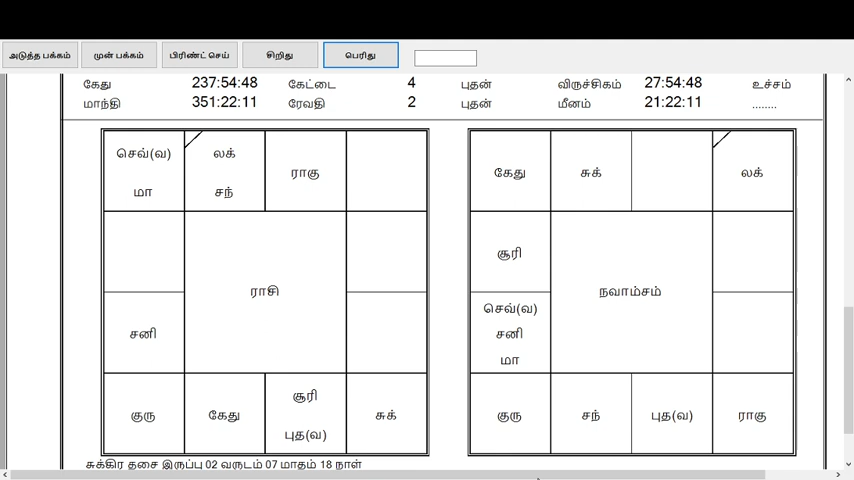 அடுத்த பக்கம் முன் பக்கம் பிரிண்ட் செய் சிறிது பெரிது
கேது 237:54:48 கேட்டை 4 புதன் விருச்சிகம் 27:54:48 உச்சம்
மாந்தி 351:22:11 ரேவதி 2 புதன் மீனம் 21:22:11 ........
செவ்(வ) லக் ராகு
மா சந்
ராசி
சனி
குரு கேது சூரி சுக்
புத(வ)
கேது சுக் லக்
சூரி
நவாம்சம்
செவ்(வ)
சனி
மா
குரு சந் புத(வ) ராகு
சுக்கிர தசை இருப்பு 02 வருடம் 07 மாதம் 18 நாள்